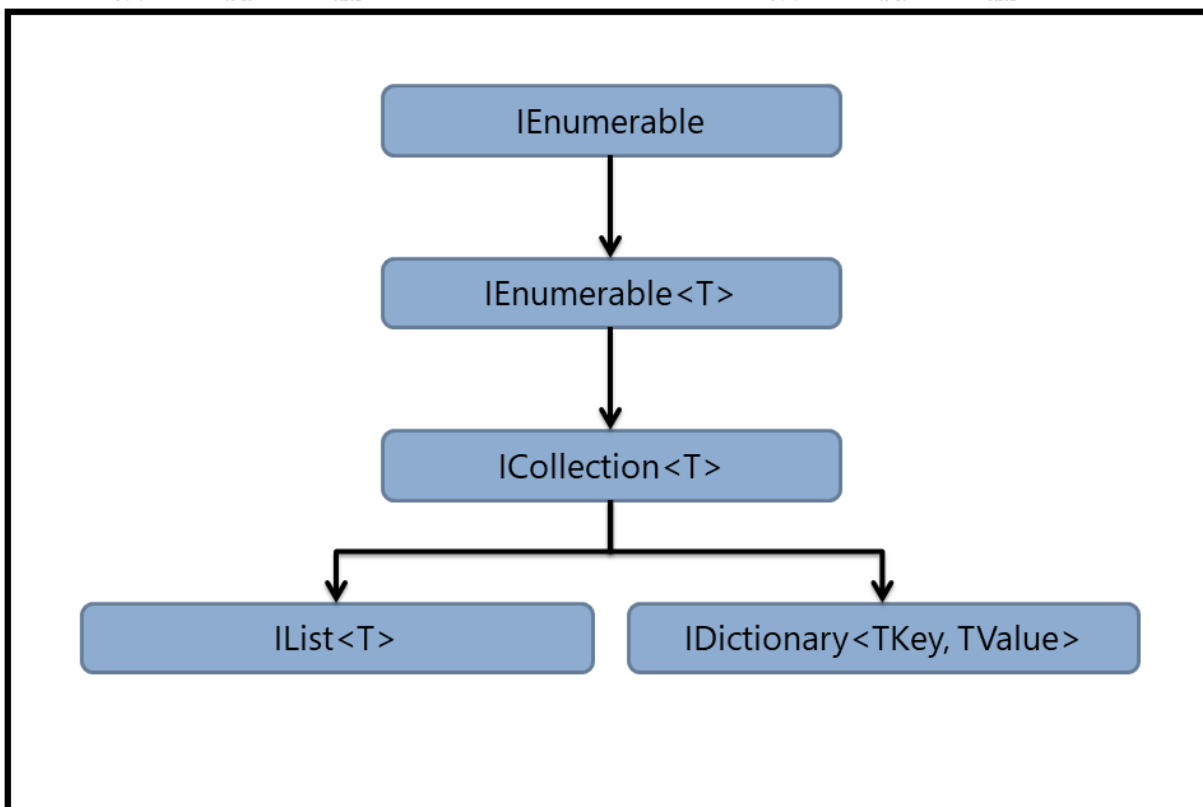 IEnumerable
IEnumerable<T>
ICollection<T>
IList<T>
IDictionary<TKey, TValue>